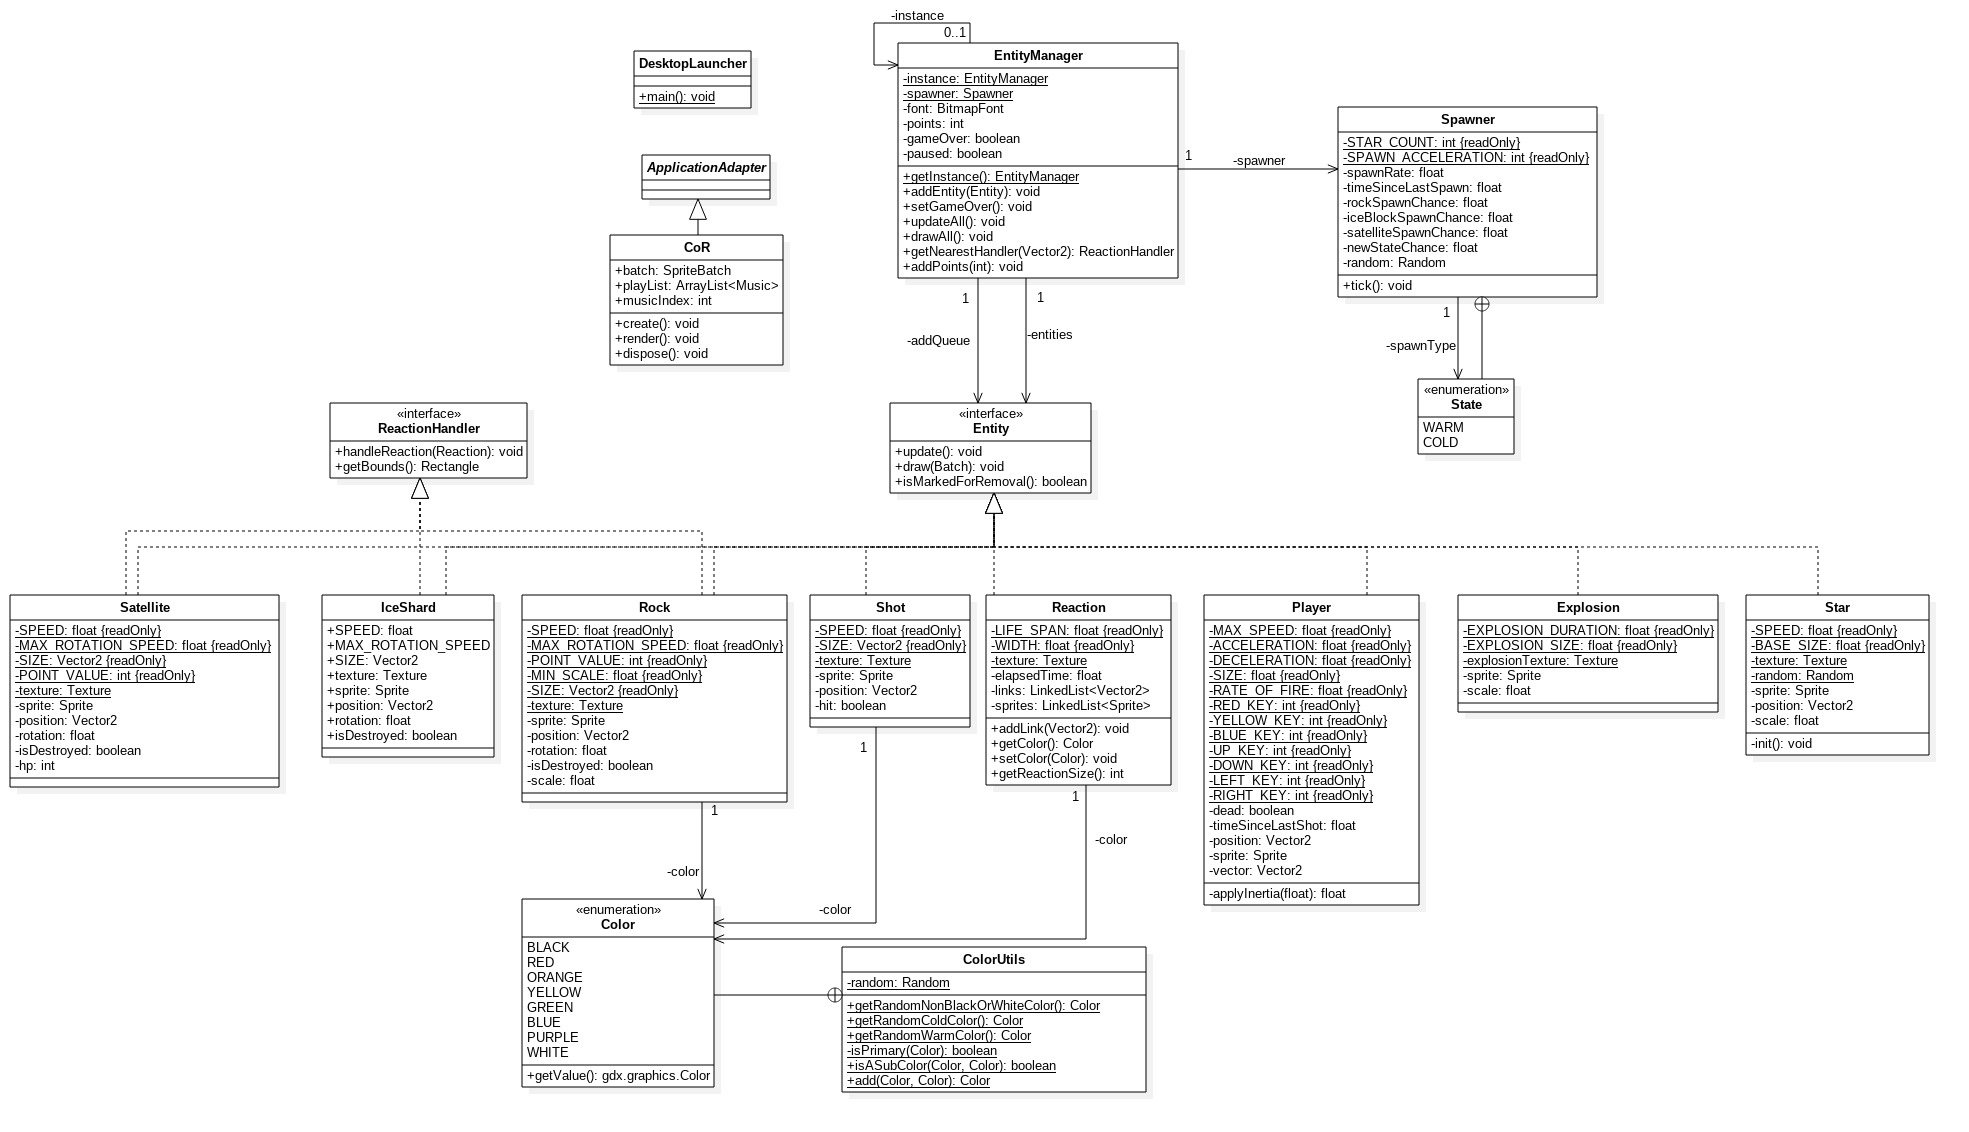 -instance
0..1
DesktopLauncher
+main(): void
ApplicationAdapter
CoR
+batch: SpriteBatch
+playList: ArrayList<Music>
+musicIndex: int
+create(): void
+render(): void
+dispose(): void
EntityManager
-instance: EntityManager
-spawner: Spawner
-font: BitmapFont
-points: int
-gameOver: boolean
-paused: boolean
+getInstance(): EntityManager
+addEntity(Entity): void
+setGameOver(): void
+updateAll(): void
+drawAll(): void
+getNearestHandler(Vector2): ReactionHandler
+addPoints(int): void
1
-spawner
Spawner
-STAR_COUNT: int {readOnly}
-SPAWN_ACCELERATION: int {readOnly}
-spawnRate: float
-timeSinceLastSpawn: float
-rockSpawnChance: float
-iceBlockSpawnChance: float
-satelliteSpawnChance: float
-newStateChance: float
-random: Random
+tick(): void
1
-spawnType
«enumeration»
State
WARM
COLD
1
1
-addQueue
-entities
«interface»
ReactionHandler
+handleReaction(Reaction): void
+getBounds(): Rectangle
«interface»
Entity
+update(): void
+draw(Batch): void
+isMarkedForRemoval(): boolean
Satellite
-SPEED: float {readOnly}
-MAX_ROTATION_SPEED: float {readOnly}
-SIZE: Vector2 {readOnly}
-POINT_VALUE: int {readOnly}
-texture: Texture
-sprite: Sprite
-position: Vector2
-rotation: float
-isDestroyed: boolean
-hp: int
IceShard
+SPEED: float
+MAX_ROTATION_SPEED
+SIZE: Vector2
+texture: Texture
+sprite: Sprite
+position: Vector2
+rotation: float
+isDestroyed: boolean
Rock
-SPEED: float {readOnly}
-MAX_ROTATION_SPEED: float {readOnly}
-POINT_VALUE: int {readOnly}
-MIN_SCALE: float {readOnly}
-SIZE: Vector2 {readOnly}
-texture: Texture
-sprite: Sprite
-position: Vector2
-rotation: float
-isDestroyed: boolean
-scale: float
Shot
-SPEED: float {readOnly}
-SIZE: Vector2 {readOnly}
-texture: Texture
-sprite: Sprite
-position: Vector2
-hit: boolean
Reaction
-LIFE_SPAN: float {readOnly}
-WIDTH: float {readOnly}
-texture: Texture
-elapsedTime: float
-links: LinkedList<Vector2>
-sprites: LinkedList<Sprite>
+addLink(Vector2): void
+getColor(): Color
+setColor(Color): void
+getReactionSize(): int
Player
-MAX_SPEED: float {readOnly}
-ACCELERATION: float {readOnly}
-DECELERATION: float {readOnly}
-SIZE: float {readOnly}
-RATE_OF_FIRE: float {readOnly}
-RED_KEY: int {readOnly}
-YELLOW_KEY: int {readOnly}
-BLUE_KEY: int {readOnly}
-UP_KEY: int {readOnly}
-DOWN_KEY: int {readOnly}
-LEFT_KEY: int {readOnly}
-RIGHT_KEY: int {readOnly}
-dead: boolean
-timeSinceLastShot: float
-position: Vector2
-sprite: Sprite
-vector: Vector2
-applyInertia(float): float
Explosion
-EXPLOSION_DURATION: float {readOnly}
-EXPLOSION_SIZE: float {readOnly}
-explosionTexture: Texture
-sprite: Sprite
-scale: float
Star
-SPEED: float {readOnly}
-BASE_SIZE: float {readOnly}
-texture: Texture
-random: Random
-sprite: Sprite
-position: Vector2
-scale: float
-init(): void
1
-color
1
-color
1
-color
«enumeration»
Color
BLACK
RED
ORANGE
YELLOW
GREEN
BLUE
PURPLE
WHITE
+getValue(): gdx.graphics.Color
ColorUtils
-random: Random
+getRandomNonBlackOrWhiteColor(): Color
+getRandomColdColor(): Color
+getRandomWarmColor(): Color
-isPrimary(Color): boolean
+isASubColor(Color, Color): boolean
+add(Color, Color): Color